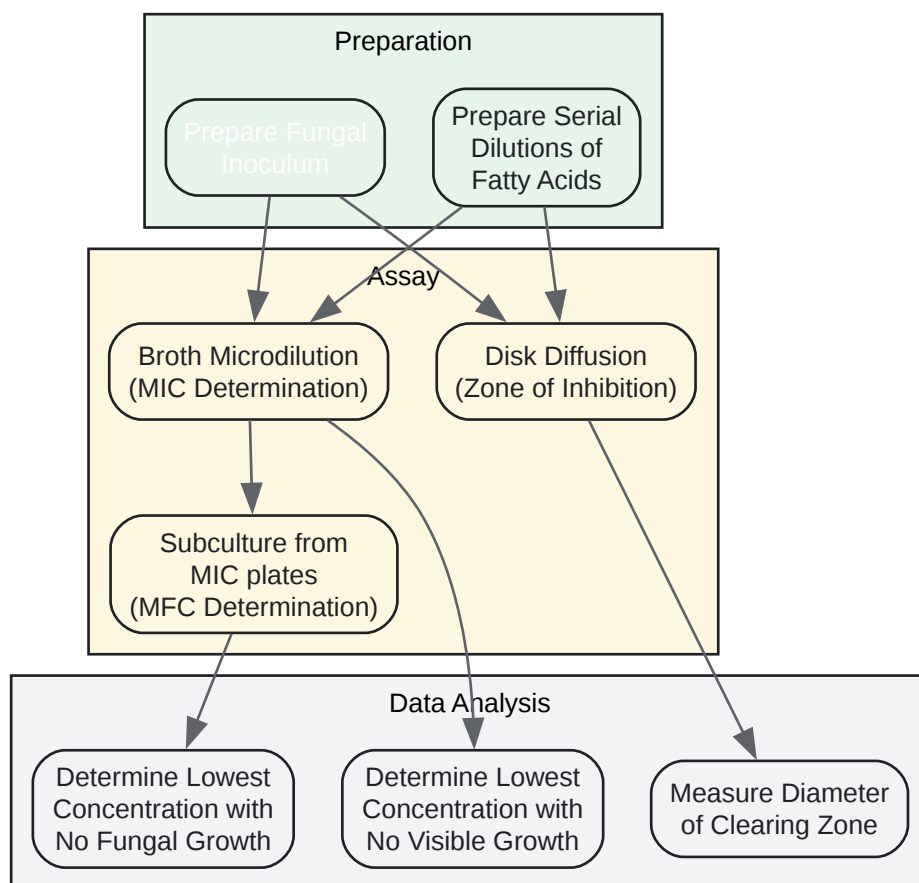 Preparation
Prepare Fungal
Inoculum
Prepare Serial
Dilutions of
Fatty Acids
Assay
Broth Microdilution
(MIC Determination)
Disk Diffusion
(Zone of Inhibition)
Subculture from
MIC plates
(MFC Determination)
Data Analysis
Determine Lowest
Concentration with
No Fungal Growth
Determine Lowest
Concentration with
No Visible Growth
Measure Diameter
of Clearing Zone